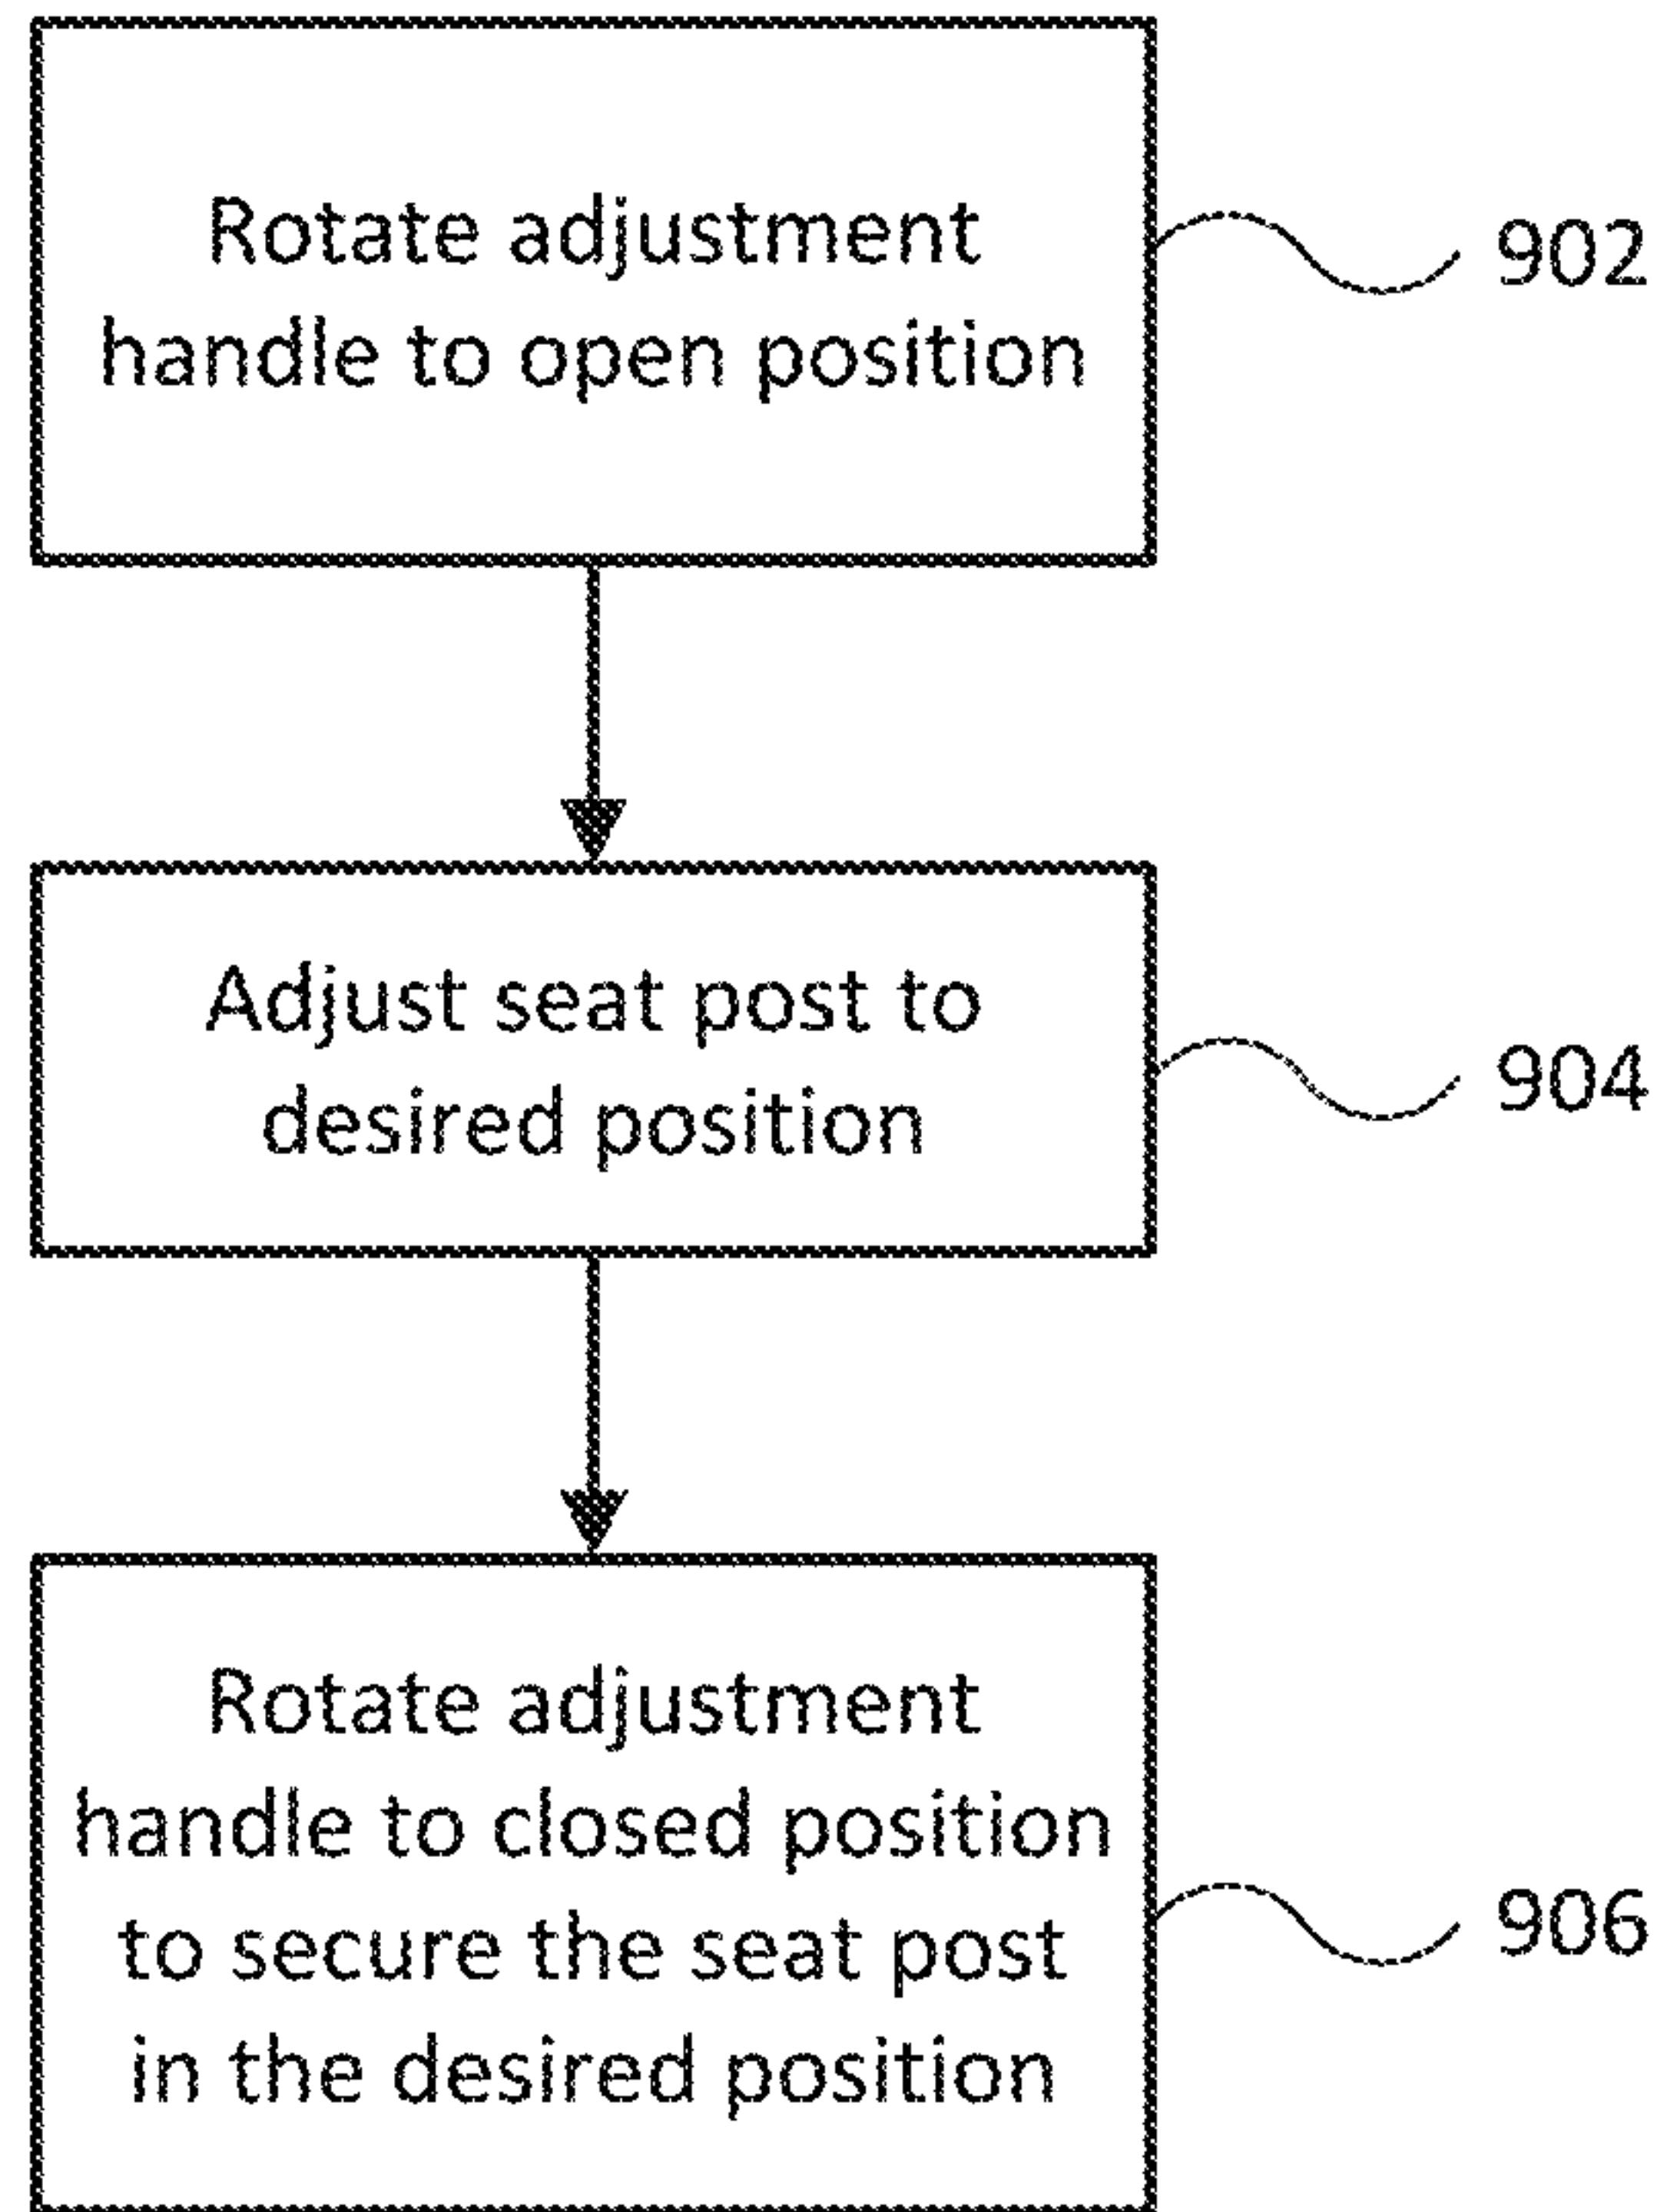 Rotate adjustment
handle to open position
902
Adjust seat post to
desired position
904
Rotate adjustment
handle to closed position
to secure the seat post
in the desired position
906